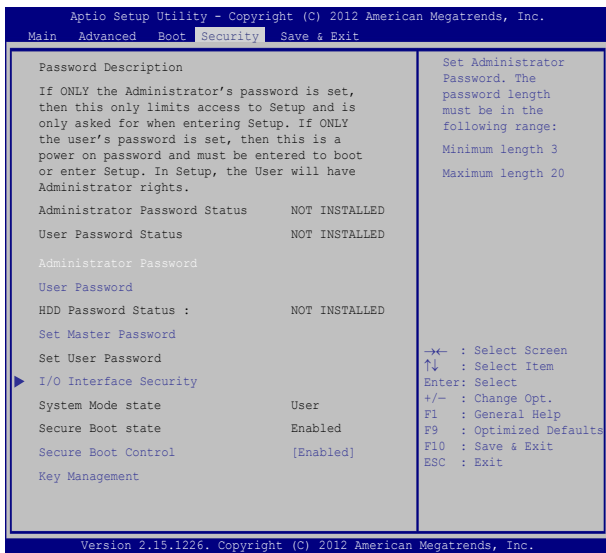 Aptio Setup Utility - Copyright (C) 2012 American Megatrends, Inc.
Main Advanced Boot Security Save & Exit
Password Description
If ONLY the Administrator's password is set,
then this only limits access to Setup and is
only asked for when entering Setup. If ONLY
the user's password is set, then this is a
power on password and must be entered to boot
or enter Setup. In Setup, the User will have
Administrator rights.
Administrator Password Status NOT INSTALLED
User Password Status NOT INSTALLED
Administrator Password
User Password
HDD Password Status : NOT INSTALLED
Set Master Password
Set User Password
I/O Interface Security
System Mode state User
Secure Boot state Enabled
Secure Boot Control [Enabled]
Key Management
Set Administrator
Password. The
password length
must be in the
following range:
Minimum length 3
Maximum length 20
→← : Select Screen
↑↓ : Select Item
Enter: Select
+/— : Change Opt.
F1 : General Help
F9 : Optimized Defaults
F10 : Save & Exit
ESC : Exit
Version 2.15.1226. Copyright (C) 2012 American Megatrends, Inc.